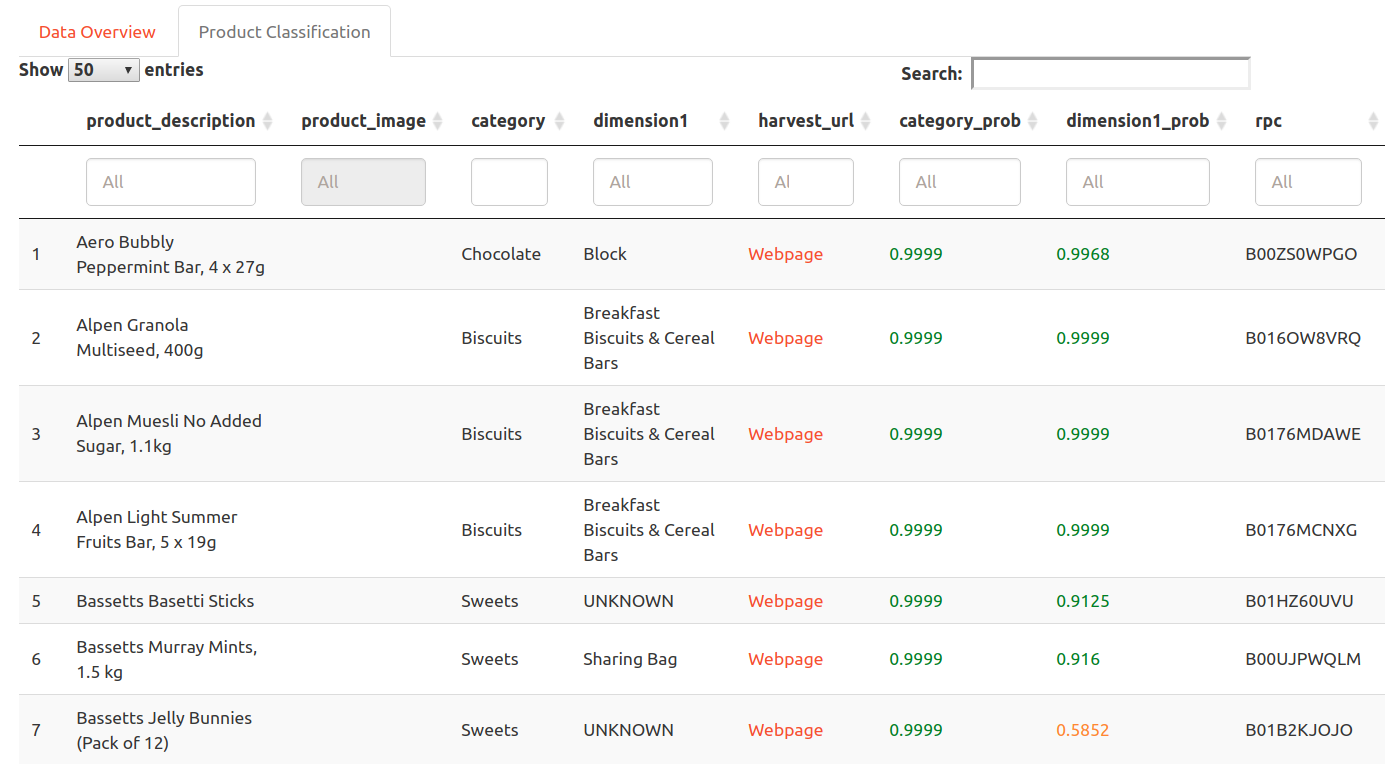 Data Overview Product Classification
Show 50 entries Search:
product_description product_image category dimension1 harvest_url category_prob dimension1_prob rpc
All All All Al All All All
1 Aero Bubbly Peppermint Bar, 4 x 27g Chocolate Block Webpage 0.9999 0.9968 B00ZS0WPGO
2 Alpen Granola Multiseed, 400g Biscuits Breakfast Biscuits & Cereal Bars Webpage 0.9999 0.9999 B016OW8VRQ
3 Alpen Muesli No Added Sugar, 1.1kg Biscuits Breakfast Biscuits & Cereal Bars Webpage 0.9999 0.9999 B0176MDAWE
4 Alpen Light Summer Fruits Bar, 5 x 19g Biscuits Breakfast Biscuits & Cereal Bars Webpage 0.9999 0.9999 B0176MCNXG
5 Bassetts Basetti Sticks Sweets UNKNOWN Webpage 0.9999 0.9125 B01HZ60UVU
6 Bassetts Murray Mints, 1.5 kg Sweets Sharing Bag Webpage 0.9999 0.916 B00UJPWQLM
7 Bassetts Jelly Bunnies (Pack of 12) Sweets UNKNOWN Webpage 0.9999 0.5852 B01B2KJOJO